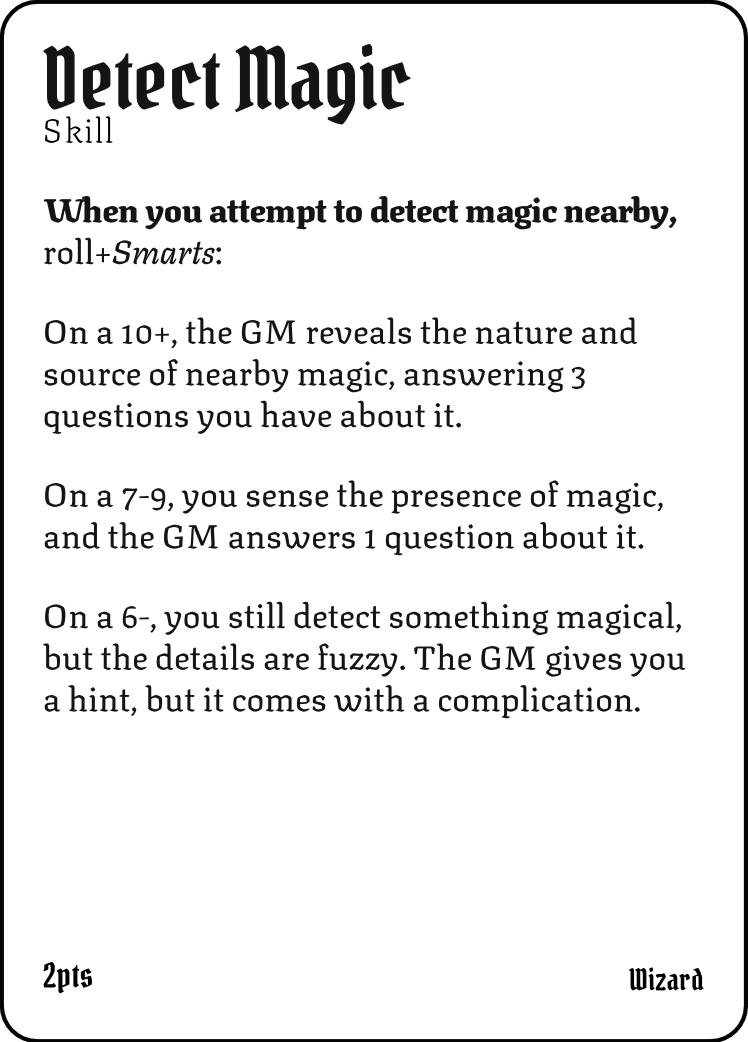 Detect Magic
Skill
When you attempt to detect magic nearby,
roll+Smarts:
On a 10+, the GM reveals the nature and
source of nearby magic, answering 3
questions you have about it.
On a 7-9, you sense the presence of magic,
and the GM answers 1 question about it.
On a 6-, you still detect something magical,
but the details are fuzzy. The GM gives you
a hint, but it comes with a complication.
2pts
Wizard